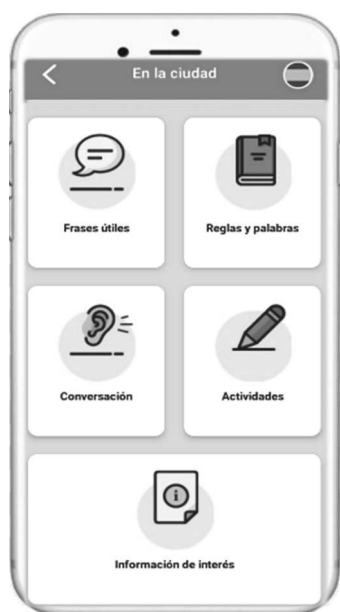 En la ciudad
Frases útiles
Reglas y palabras
Conversación
Actividades
Información de interés